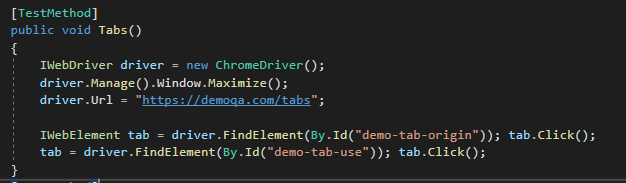 [TestMethod]
public void Tabs()
{
IWebDriver driver = new ChromeDriver();
driver.Manage().Window.Maximize();
driver.Url = "https://demoqa.com/tabs";
IWebElement tab = driver.FindElement(By.Id("demo-tab-origin")); tab.Click();
tab = driver.FindElement(By.Id("demo-tab-use")); tab.Click();
}